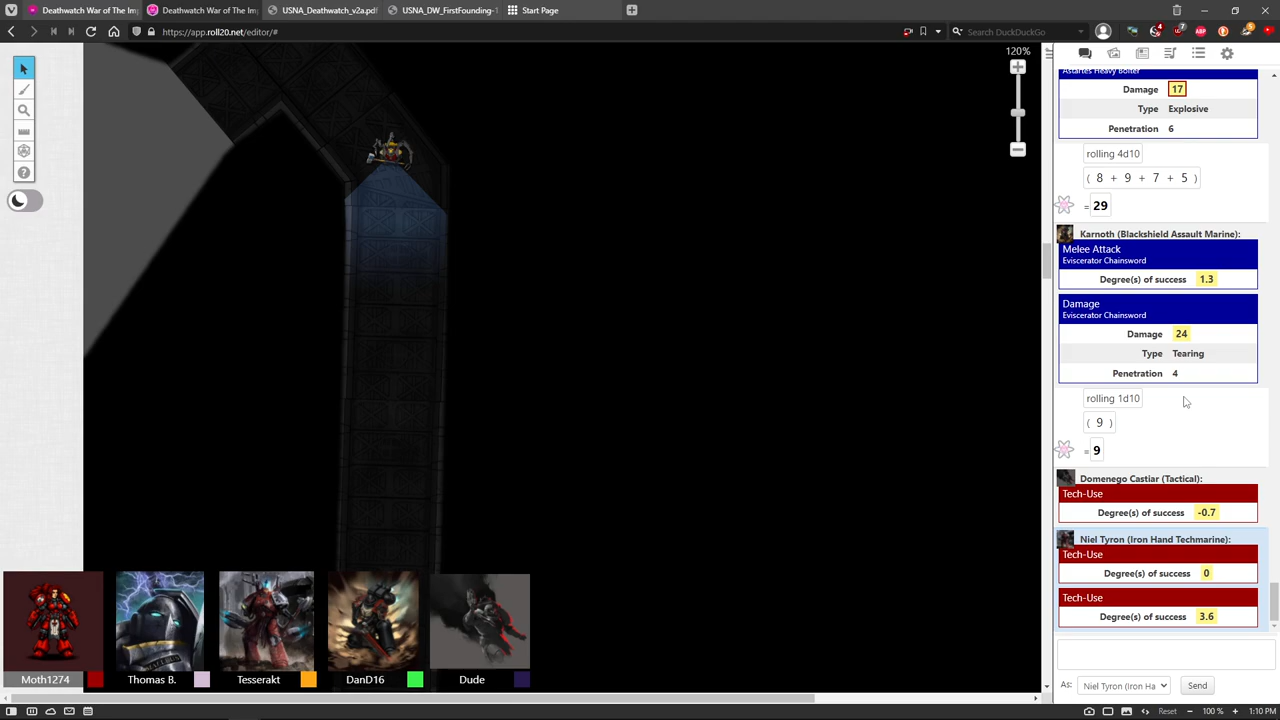 Deathwatch War of The Im
Deathwatch War of The Imp
USNA_Deathwatch_v2a.pdf
USNA_DW_FirstFounding-1
Start Page
https://app.roll20.net/editor/#
Search DuckDuckGo
120%
Astartes Heavy Bolter
Damage 17
Type Explosive
Penetration 6
rolling 4d10
( 8 + 9 + 7 + 5 )
= 29
Karnoth (Blackshield Assault Marine):
Melee Attack
Eviscerator Chainsword
Degree(s) of success 1.3
Damage
Eviscerator Chainsword
Damage 24
Type Tearing
Penetration 4
rolling 1d10
( 9 )
= 9
Domenego Castiar (Tactical):
Tech-Use
Degree(s) of success -0.7
Niel Tyron (Iron Hand Techmarine):
Tech-Use
Degree(s) of success 0
Tech-Use
Degree(s) of success 3.6
Moth1274
Thomas B.
Tesserakt
DanD16
Dude
As: Niel Tyron (Iron Ha Send
Reset 100 % 1:10 PM